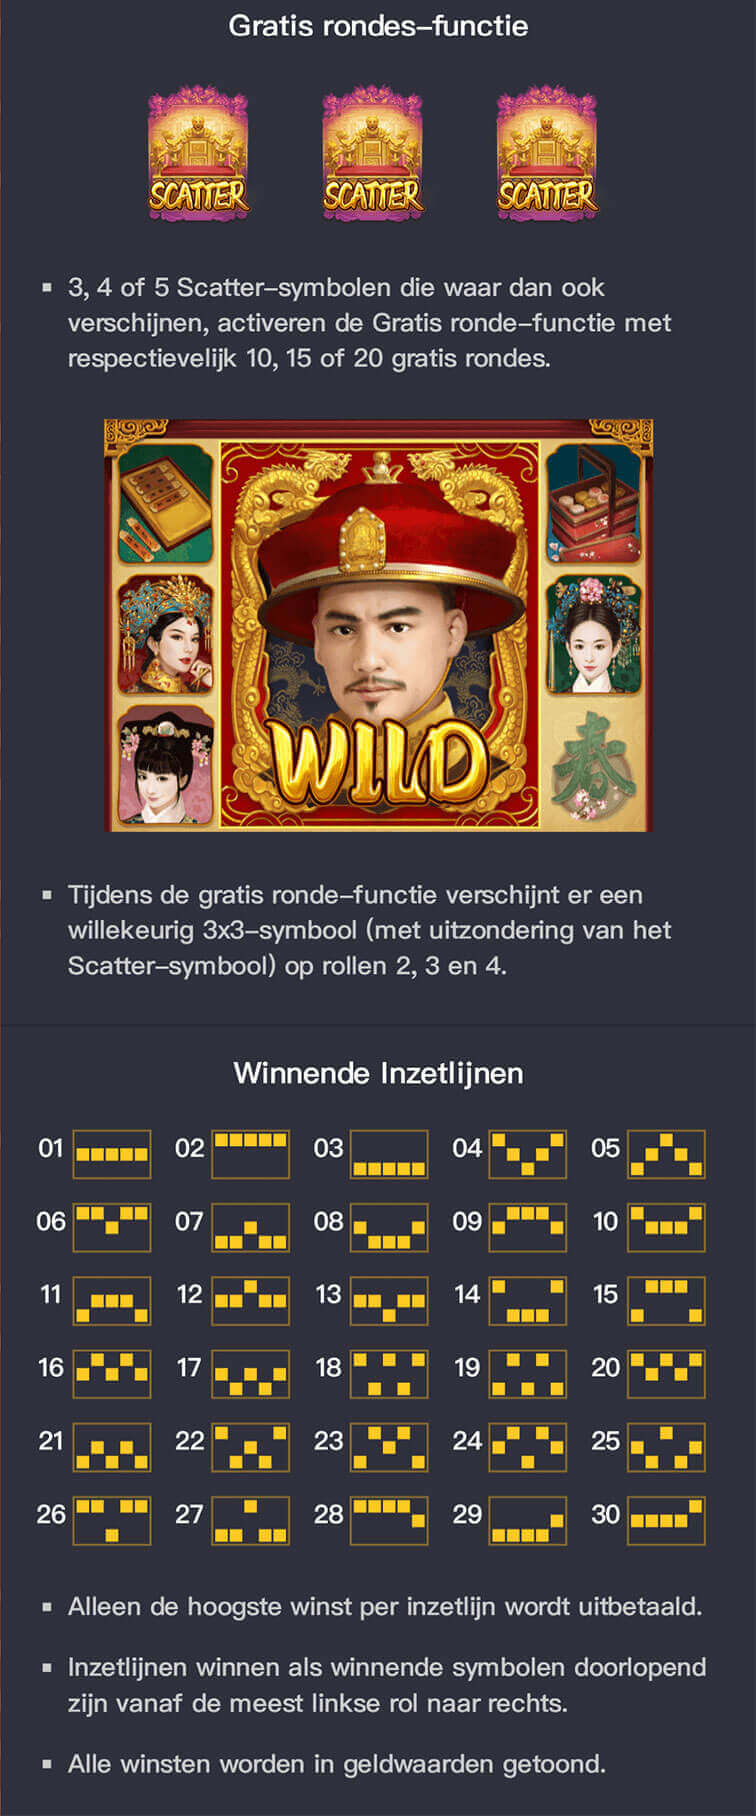 Gratis rondes–functie
SCATTER SCATTER SCATTER
3, 4 of 5 Scatter–symbolen die waar dan ook
verschijnen, activeren de Gratis ronde–functie met
respectievelijk 10, 15 of 20 gratis rondes.
WILD
春
Tijdens de gratis ronde–functie verschijnt er een
willekeurig 3x3–symbool (met uitzondering van het
Scatter–symbool) op rollen 2, 3 en 4.
Winnende Inzetlijnen
01 02 03 04 05
06 07 08 09 10
11 12 13 14 15
16 17 18 19 20
21 22 23 24 25
26 27 28 29 30
Alleen de hoogste winst per inzetlijn wordt uitbetaald.
Inzetlijnen winnen als winnende symbolen doorlopend
zijn vanaf de meest linkse rol naar rechts.
Alle winsten worden in geldwaarden getoond.